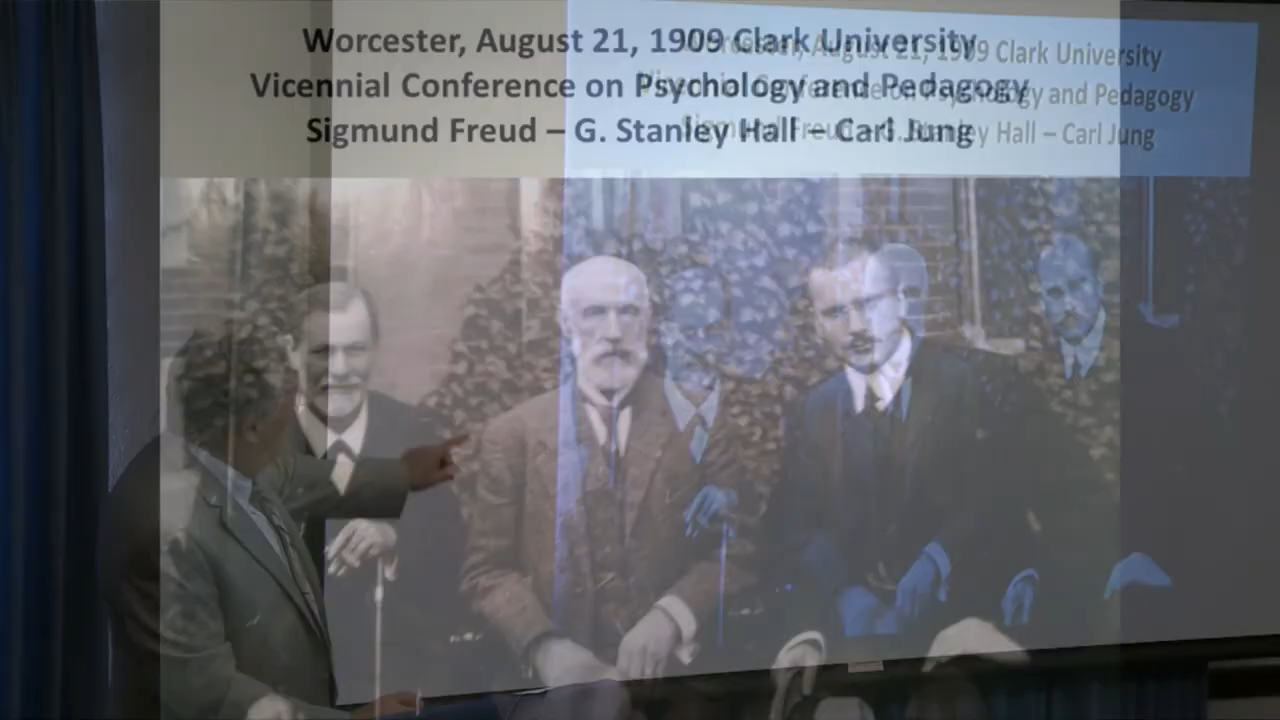 Worcester, August 21, 1909 Clark University
Vicennial Conference on Psychology and Pedagogy
Sigmund Freud – G. Stanley Hall – Carl Jung